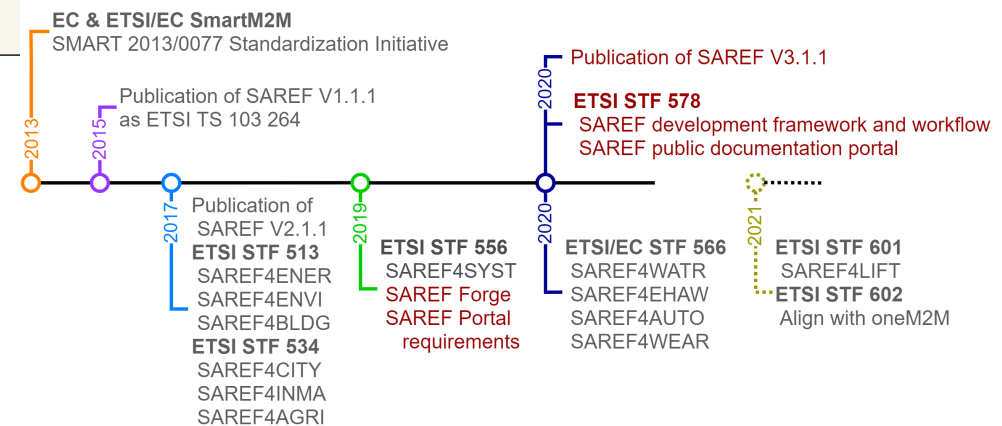 EC & ETSI/EC SmartM2M
SMART 2013/0077 Standardization Initiative
2013
Publication of SAREF V1.1.1
as ETSI TS 103 264
2015
2017
Publication of
SAREF V2.1.1
ETSI STF 513
SAREF4ENER
SAREF4ENVI
SAREF4BLDG
ETSI STF 534
SAREF4CITY
SAREF4INMA
SAREF4AGRI
2019
ETSI STF 556
SAREF4SYST
SAREF Forge
SAREF Portal
requirements
2020
Publication of SAREF V3.1.1
ETSI STF 578
SAREF development framework and workflow
SAREF public documentation portal
2020
ETSI/EC STF 566
SAREF4WATR
SAREF4EHAW
SAREF4AUTO
SAREF4WEAR
2021
ETSI STF 601
SAREF4LIFT
ETSI STF 602
Align with oneM2M